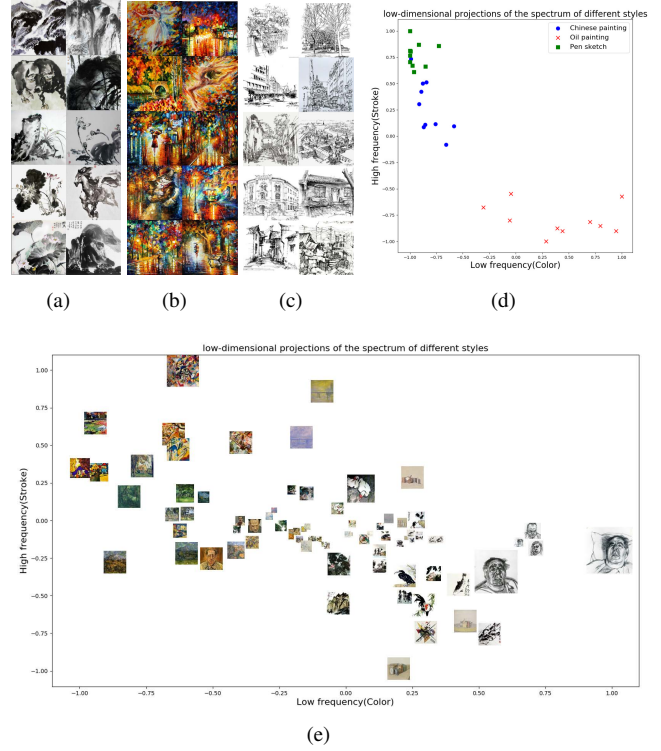 low-dimensional projections of the spectrum of different styles
1.00
0.75
0.50
0.25
0.00
−0.25
−0.50
−0.75
−1.00
High frequency(Stroke)
Chinese painting
Oil painting
Pen sketch
−1.00 −0.75 −0.50 −0.25 0.00 0.25 0.50 0.75 1.00
Low frequency(Color)
(a) (b) (c) (d)
low-dimensional projections of the spectrum of different styles
1.00
0.75
0.50
0.25
0.00
−0.25
−0.50
−0.75
−1.00
High frequency(Stroke)
−1.00 −0.75 −0.50 −0.25 0.00 0.25 0.50 0.75 1.00
Low frequency(Color)
(e)